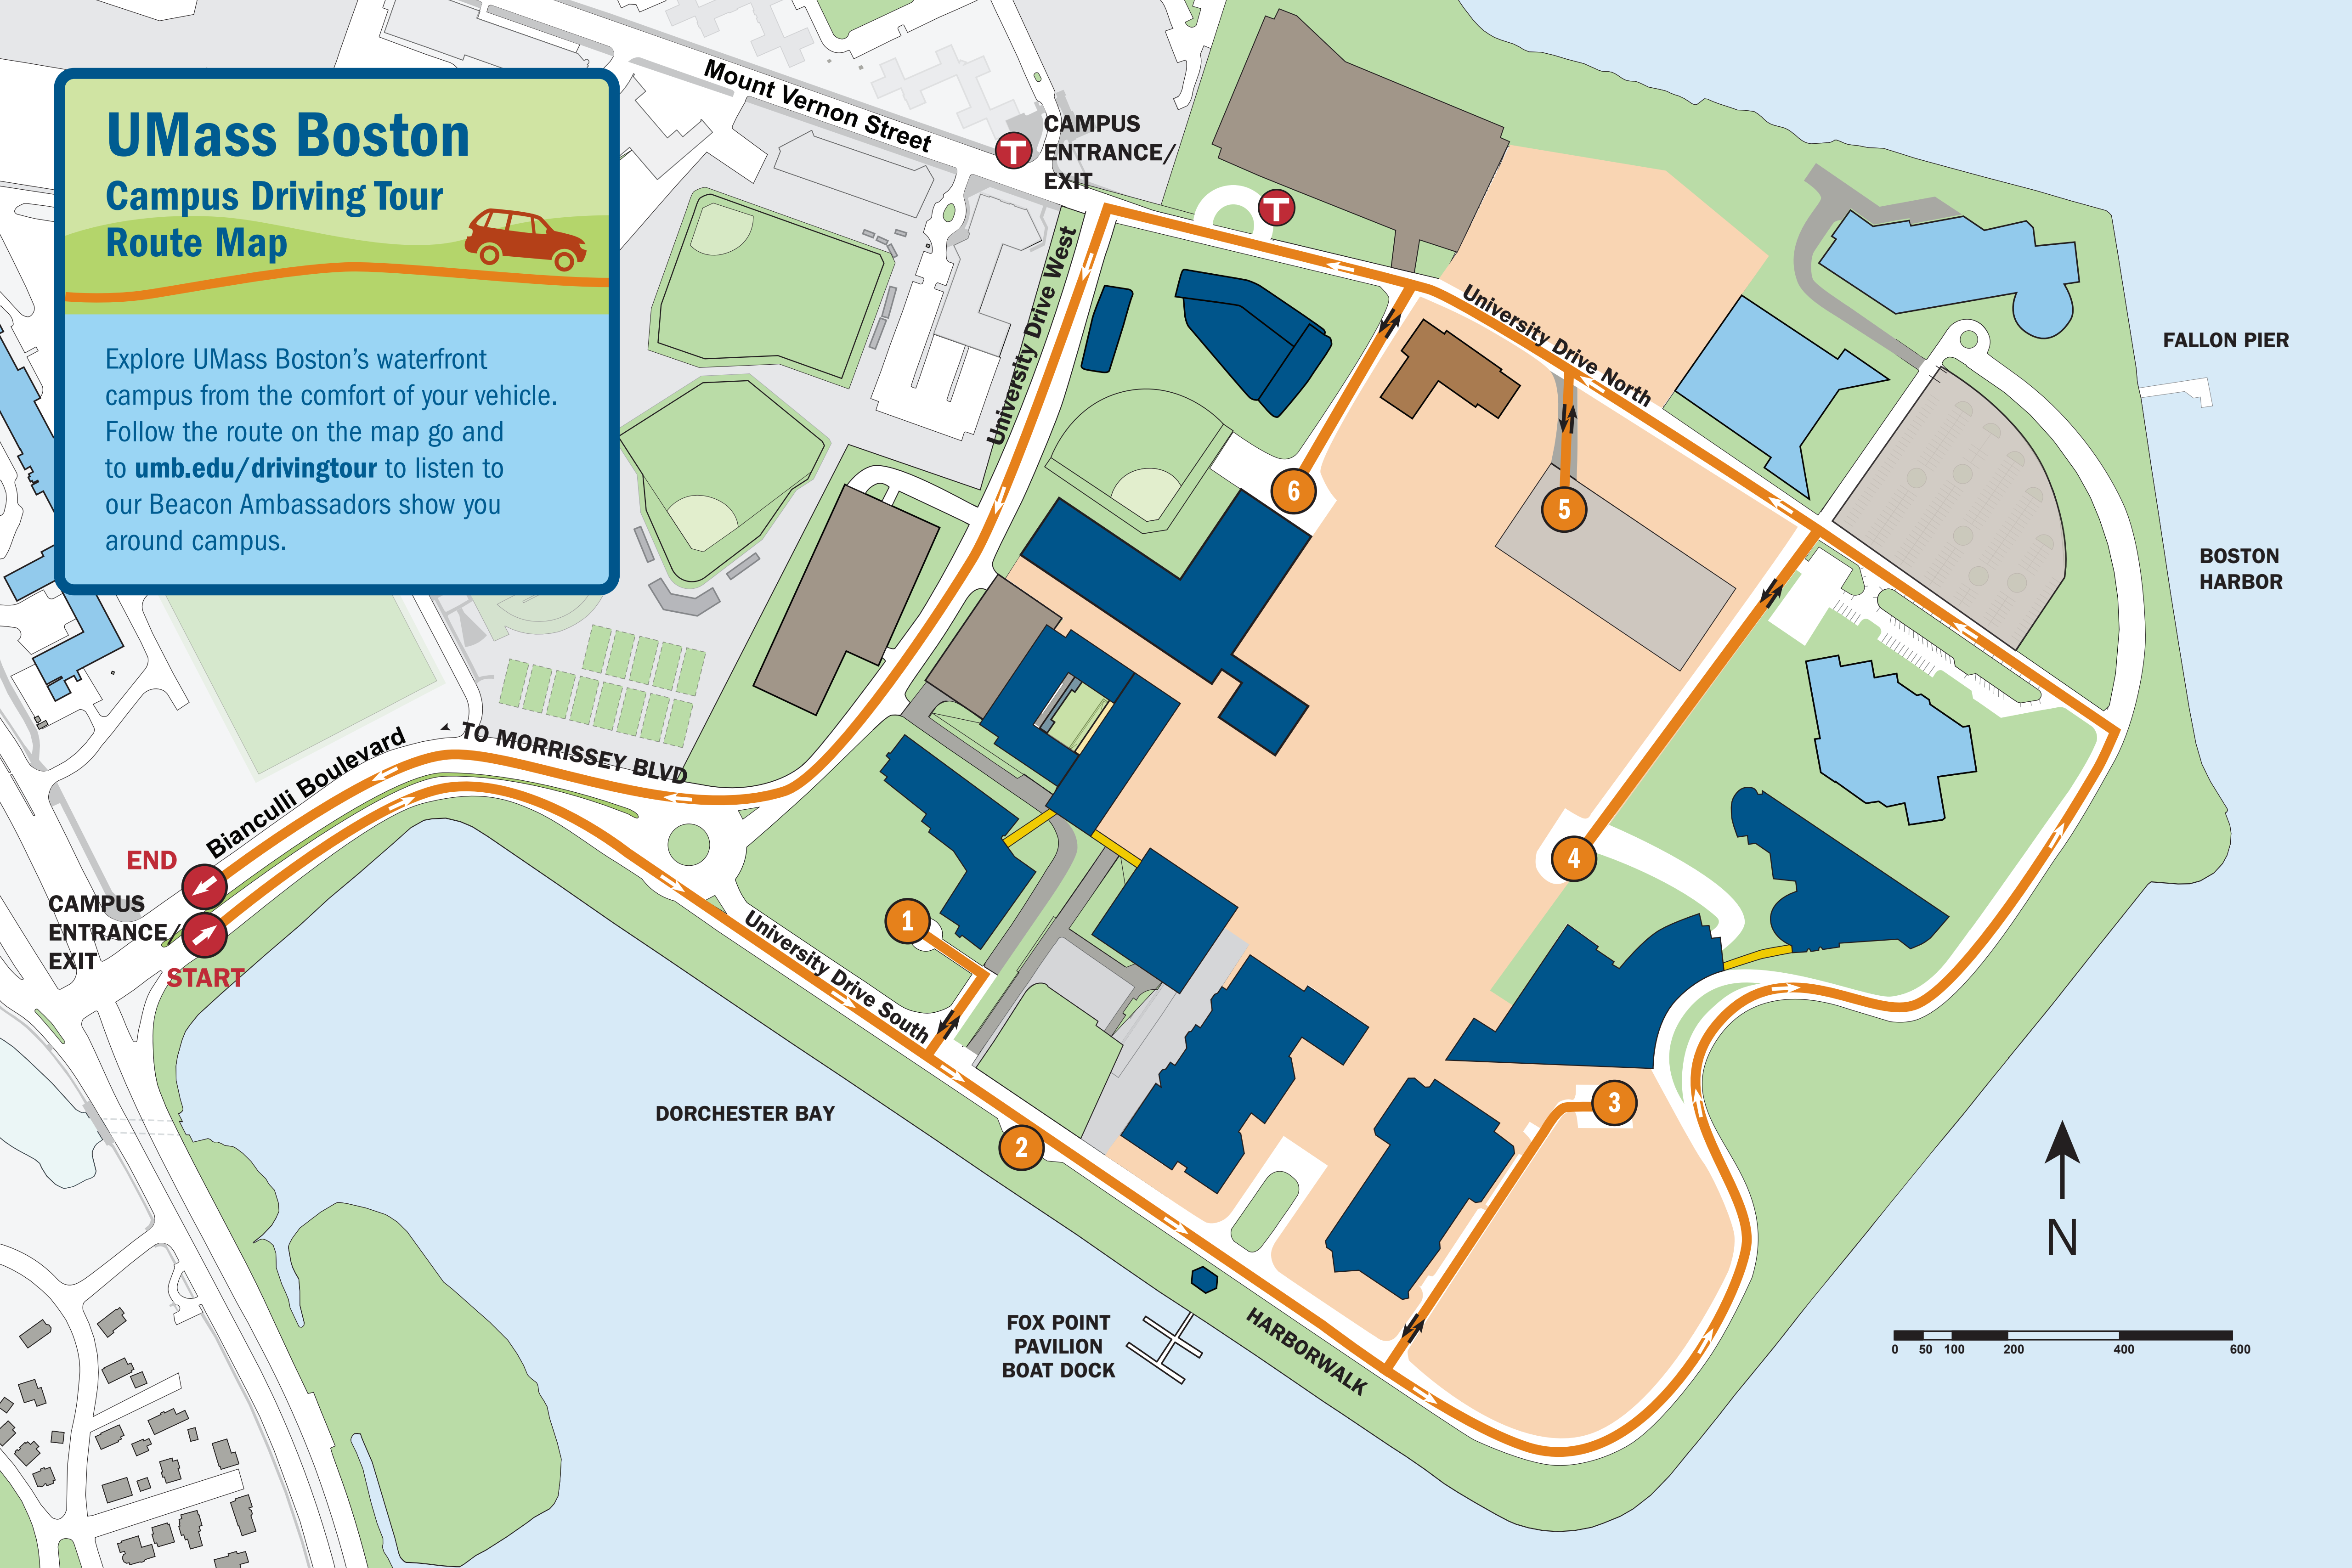 UMass Boston
Campus Driving Tour
Route Map
Explore UMass Boston's waterfront
campus from the comfort of your vehicle.
Follow the route on the map go and
to umb.edu/drivingtour to listen to
our Beacon Ambassadors show you
around campus.
Mount Vernon Street
T
CAMPUS
ENTRANCE/
EXIT
T
University Drive West
University Drive North
FALLON PIER
BOSTON
HARBOR
6
5
TO MORRISSEY BLVD
Bianculli Boulevard
END
CAMPUS
ENTRANCE/
EXIT
START
4
1
University Drive South
3
DORCHESTER BAY
2
N
FOX POINT
PAVILION
BOAT DOCK
HARBORWALK
0 50 100 200 400 600